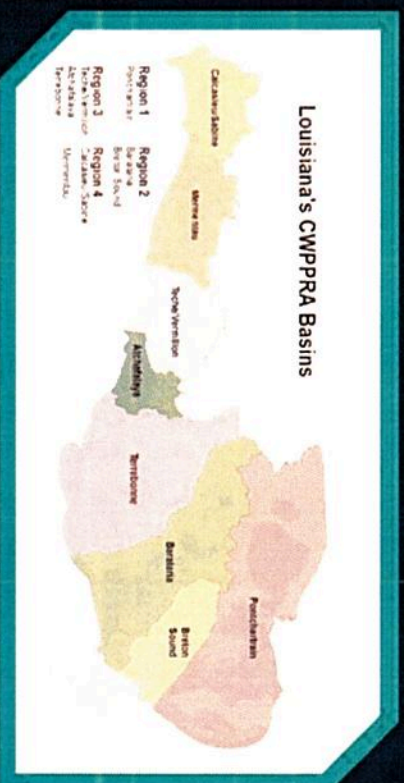 Louisiana's CWPPRA Basins
Calcasieu/Sabine
Mermentau
Teche/Vermilion
Atchafalaya
Terrebonne
Barataria
Breton
Sound
Pontchartrain
Region 1
Pontchartrain
Region 2
Barataria
Breton Sound
Region 3
Teche/Vermilion
Atchafalaya
Terrebonne
Region 4
Calcasieu/Sabine
Mermentau